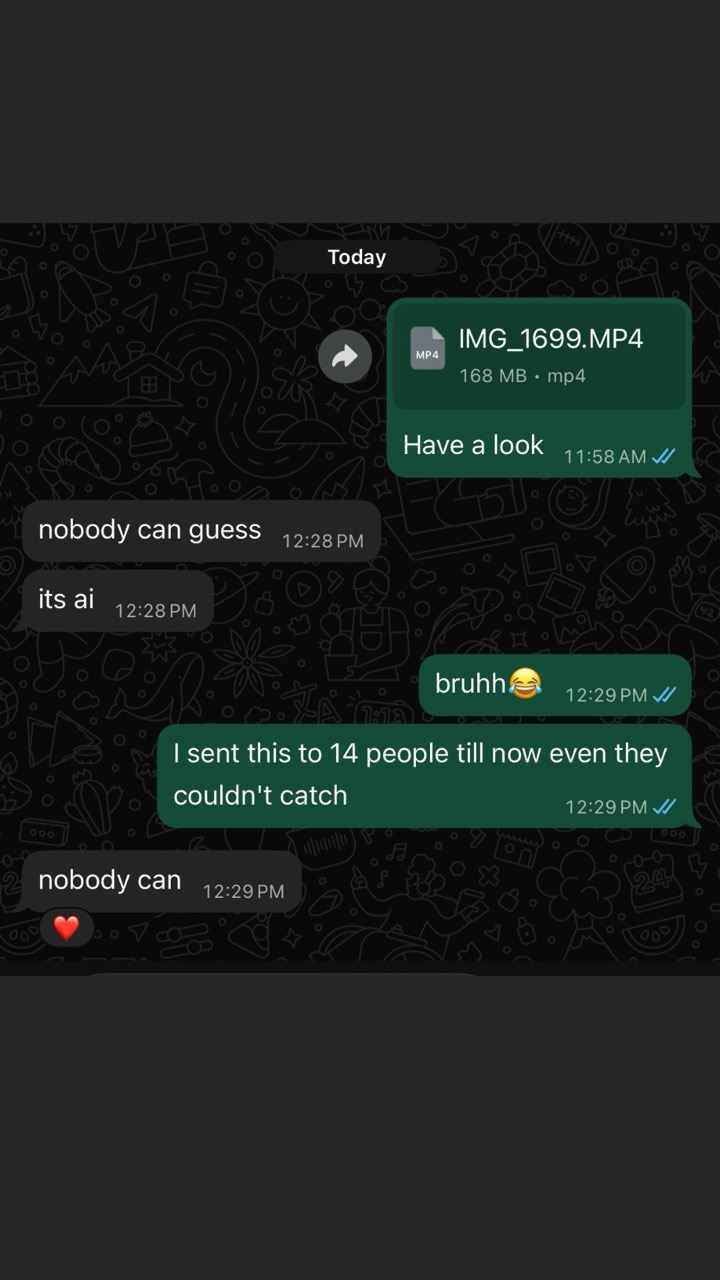 Today
MP4
IMG_1699.MP4
168 MB • mp4
Have a look 11:58 AM
nobody can guess 12:28 PM
its ai 12:28 PM
bruhh😂 12:29 PM
I sent this to 14 people till now even they
couldn't catch 12:29 PM
nobody can 12:29 PM
❤️